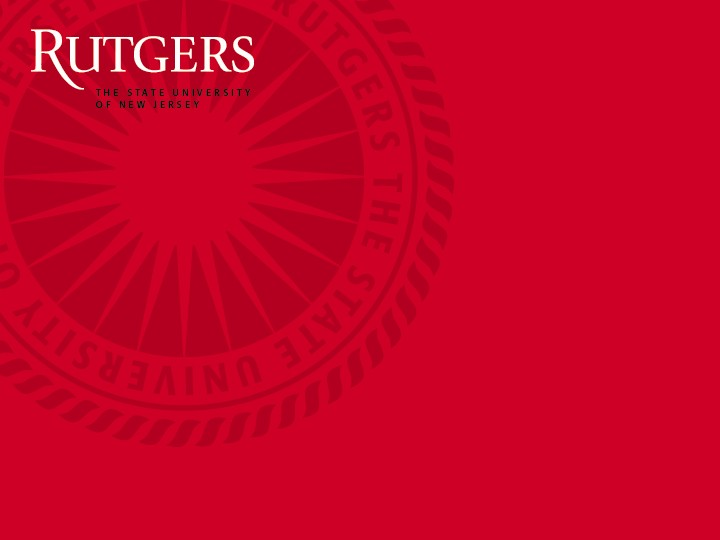 RUTGERS
THE STATE UNIVERSITY
OF NEW JERSEY
RUTGERS THE STATE UNIVERSITY O